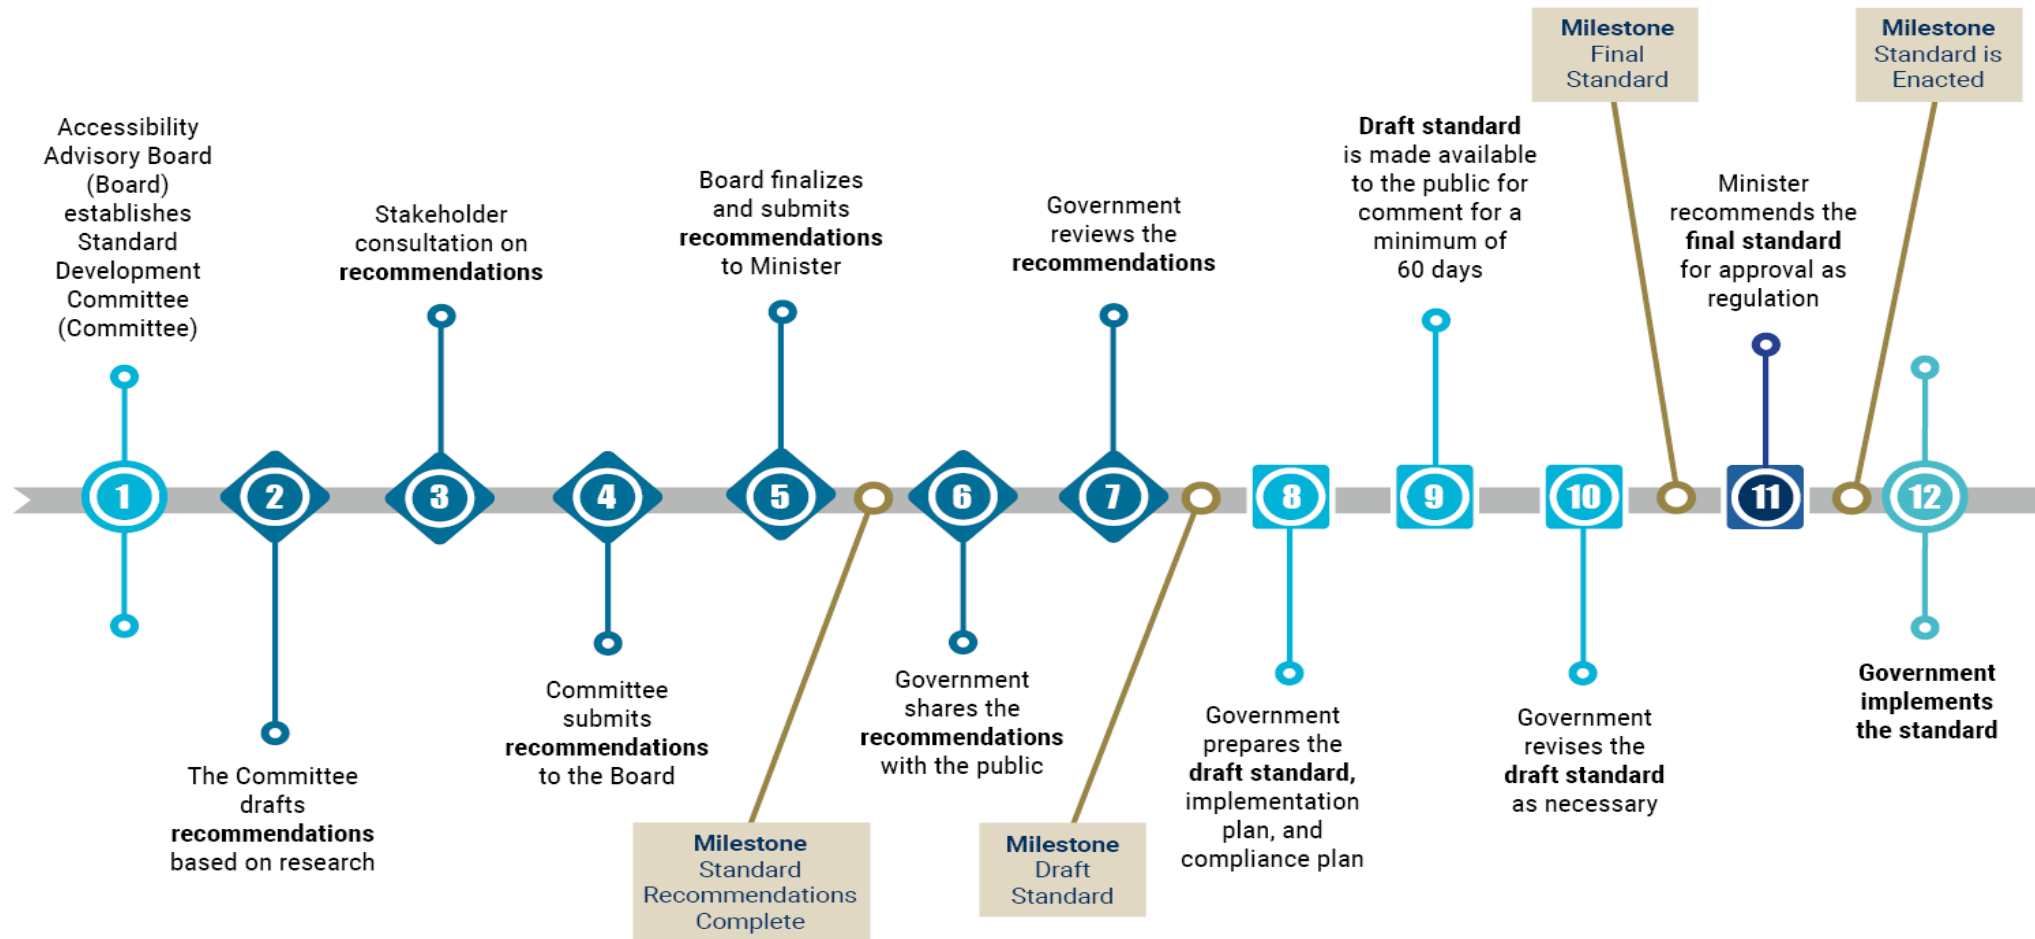 Accessibility
Advisory Board
(Board)
establishes
Standard
Development
Committee
(Committee)
1
2
The Committee
drafts
recommendations
based on research
Stakeholder
consultation on
recommendations
3
4
Committee
submits
recommendations
to the Board
Board finalizes
and submits
recommendations
to Minister
5
Milestone
Standard
Recommendations
Complete
6
Government
shares the
recommendations
with the public
Government
reviews the
recommendations
7
Milestone
Draft
Standard
8
Government
prepares the
draft standard,
implementation
plan, and
compliance plan
Draft standard
is made available
to the public for
comment for a
minimum of
60 days
9
10
Government
revises the
draft standard
as necessary
Milestone
Final
Standard
Minister
recommends the
final standard
for approval as
regulation
11
Milestone
Standard is
Enacted
12
Government
implements
the standard